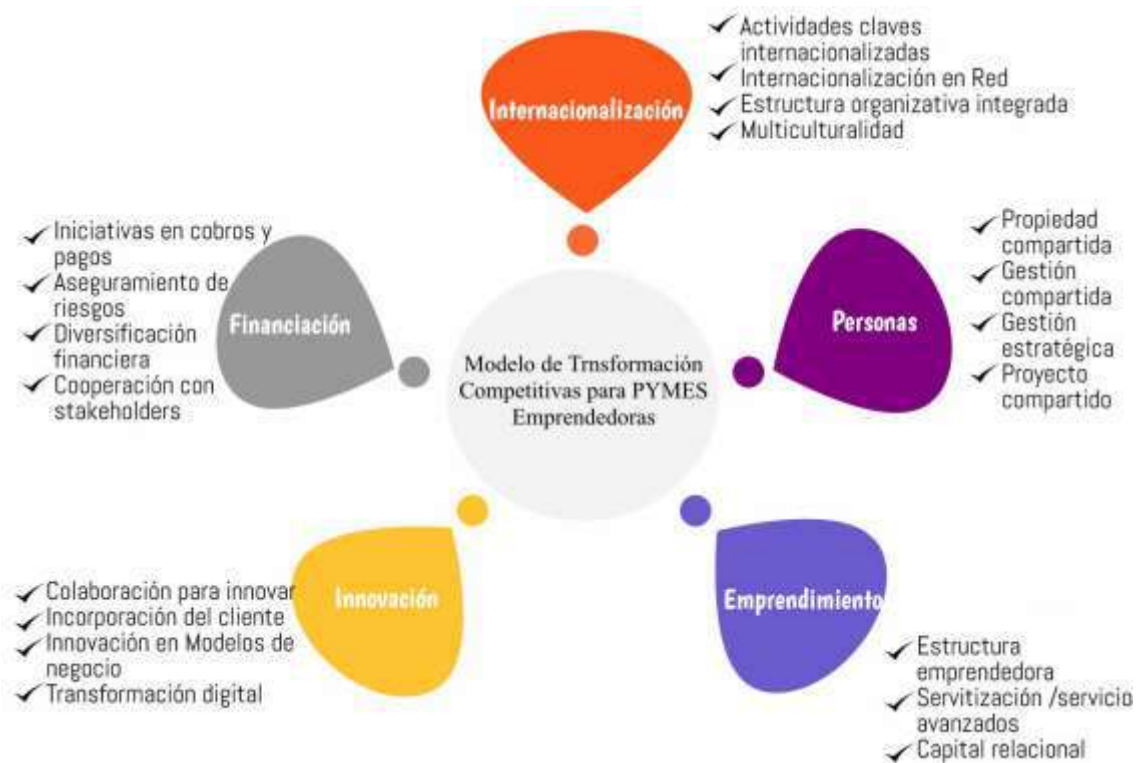 Internacionalización
Actividades claves
internacionalizadas
Internacionalización en Red
Estructura organizativa integrada
Multiculturalidad
Iniciativas en cobros y
pagos
Aseguramiento de
riesgos
Diversificación
financiera
Cooperación con
stakeholders
Financiación
Modelo de Trnsformación
Competitivas para PYMES
Emprendedoras
Personas
Propiedad
compartida
Gestión
compartida
Gestión
estratégica
Proyecto
compartido
Colaboración para innovar
Incorporación del cliente
Innovación en Modelos de
negocio
Transformación digital
Innovación
Emprendimiento
Estructura
emprendedora
Servitización /servicio
avanzados
Capital relacional